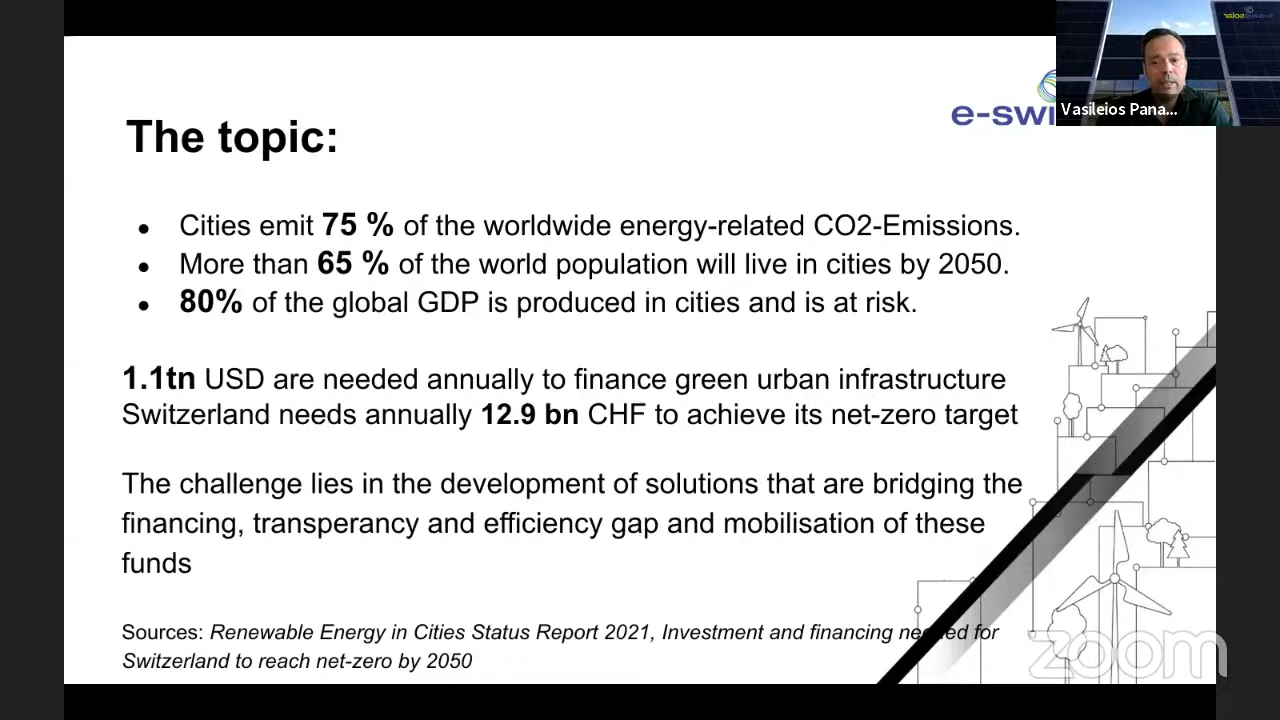 solar
e-swi
Vasileios Pana...
The topic:
● Cities emit 75 % of the worldwide energy-related CO2-Emissions.
● More than 65 % of the world population will live in cities by 2050.
● 80% of the global GDP is produced in cities and is at risk.
1.1tn USD are needed annually to finance green urban infrastructure
Switzerland needs annually 12.9 bn CHF to achieve its net-zero target
The challenge lies in the development of solutions that are bridging the
financing, transperancy and efficiency gap and mobilisation of these
funds
Sources: Renewable Energy in Cities Status Report 2021, Investment and financing needed for
Switzerland to reach net-zero by 2050
zoom